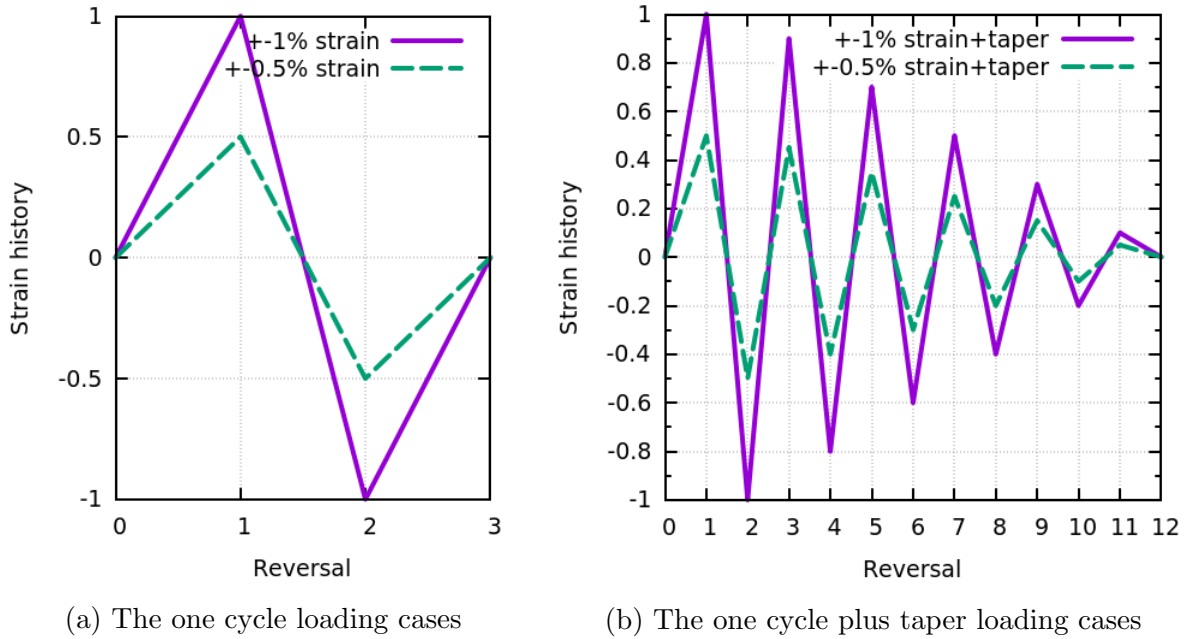 1
0.5
0
-0.5
-1
0 1 2 3
Strain history
Reversal
+-1% strain
+-0.5% strain
(a) The one cycle loading cases
1
0.8
0.6
0.4
0.2
0
-0.2
-0.4
-0.6
-0.8
-1
0 1 2 3 4 5 6 7 8 9 10 11 12
Strain history
Reversal
+-1% strain+taper
+-0.5% strain+taper
(b) The one cycle plus taper loading cases